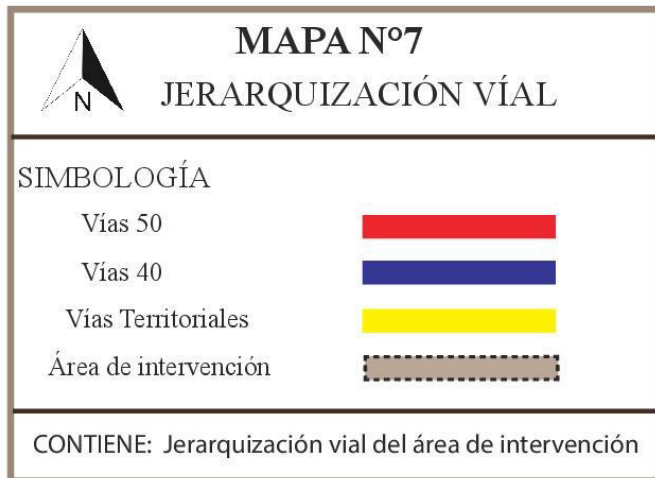 MAPA N°7
N
JERARQUIZACIÓN VÍAL
SIMBOLOGÍA
Vías 50
Vías 40
Vías Territoriales
Área de intervención
CONTIENE: Jerarquización vial del área de intervención